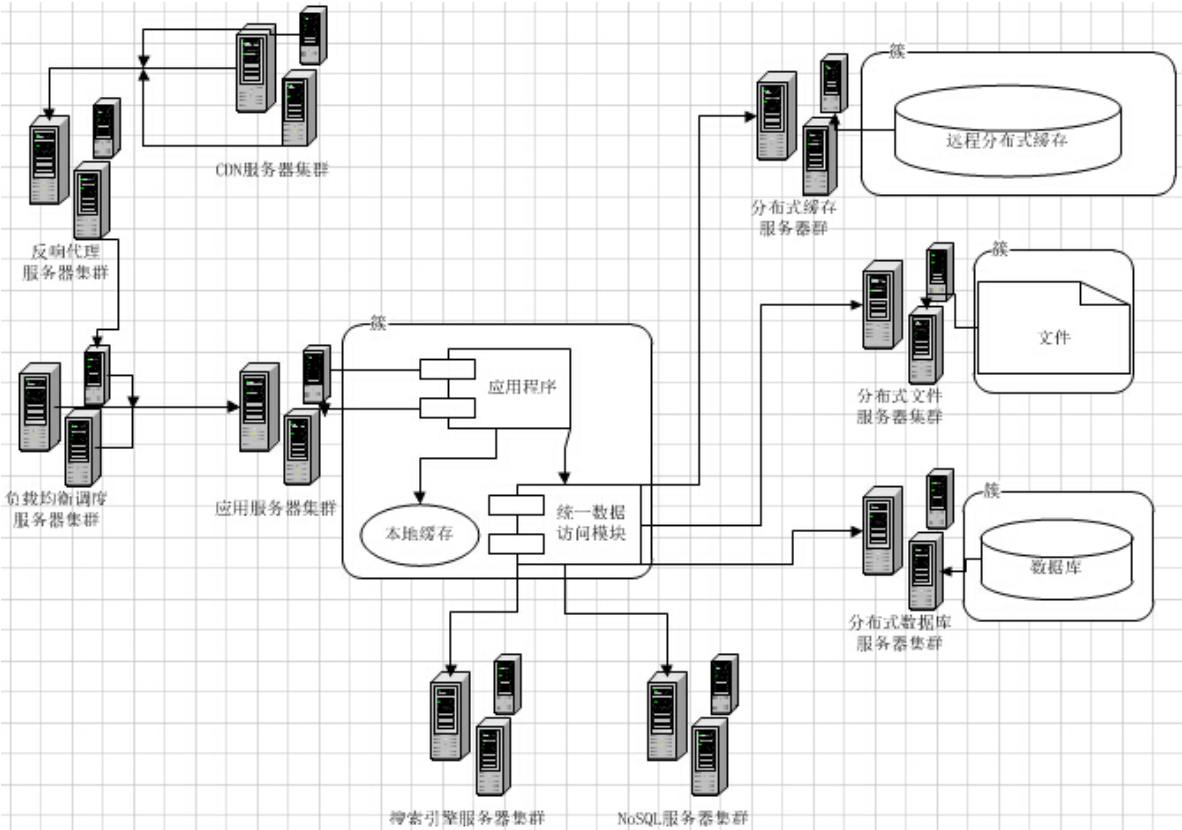 CDN服务器集群
反响代理
服务器集群
簇
远程分布式缓存
分布式缓存
服务器群
簇
文件
分布式文件
服务器集群
负载均衡调度
服务器集群
应用服务器集群
簇
应用程序
本地缓存
统一数据
访问模块
簇
数据库
分布式数据库
服务器集群
搜索引擎服务器集群
NoSQL服务器集群